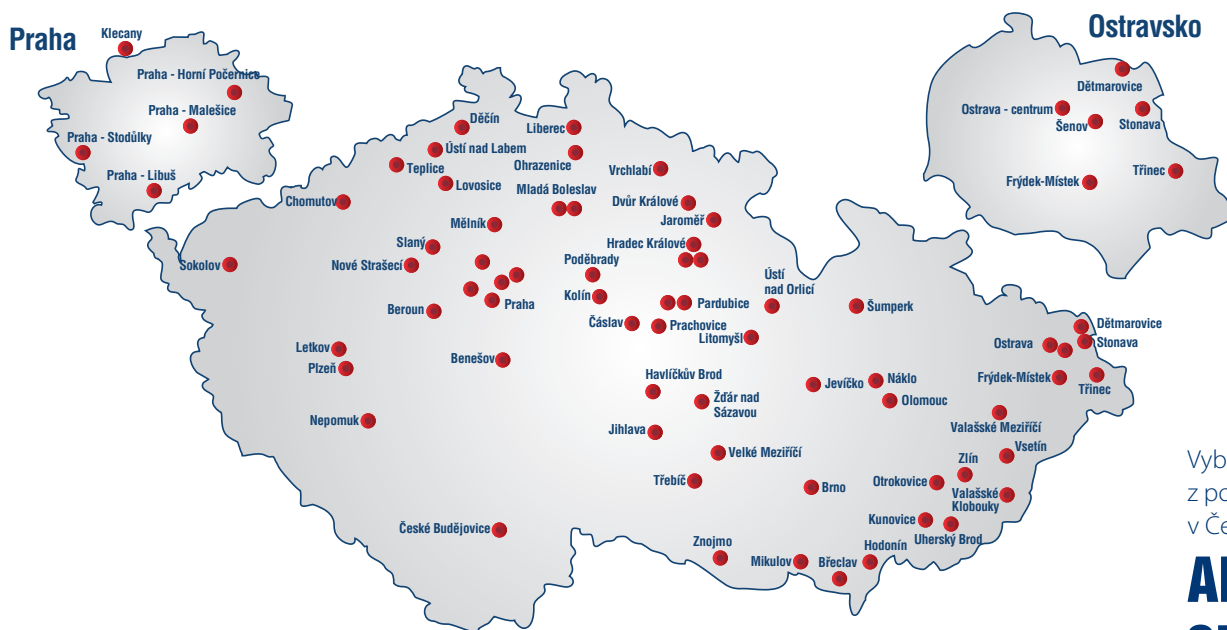 Praha
Klecany
Praha - Horní Počernice
Praha - Malešice
Praha - Stodůlky
Praha - Libuš
Ostravsko
Dětmarovice
Ostrava - centrum
Šenov
Stonava
Třinec
Frýdek-Místek
Děčín
Liberec
Ústí nad Labem
Ohrazenice
Teplice
Vrchlabí
Lovosice
Mladá Boleslav
Chomutov
Dvůr Králové
Jaroměř
Mělník
Slaný
Hradec Králové
Sokolov
Nové Strašecí
Poděbrady
Ústí
nad Orlicí
Kolín
Praha
Pardubice
Beroun
Šumperk
Čáslav
Prachovice
Litomyšl
Dětmarovice
Ostrava
Stonava
Letkov
Plzeň
Benešov
Havlíčkův Brod
Jevíčko
Náklo
Frýdek-Místek
Třinec
Žďár nad
Sázavou
Olomouc
Nepomuk
Jihlava
Valašské Meziříčí
Velké Meziříčí
Vsetín
Zlín
Třebíč
Brno
Otrokovice
Valašské
Klobouky
České Budějovice
Kunovice
Uherský Brod
Znojmo
Mikulov
Břeclav
Hodonín
Vyb
z po
v Če